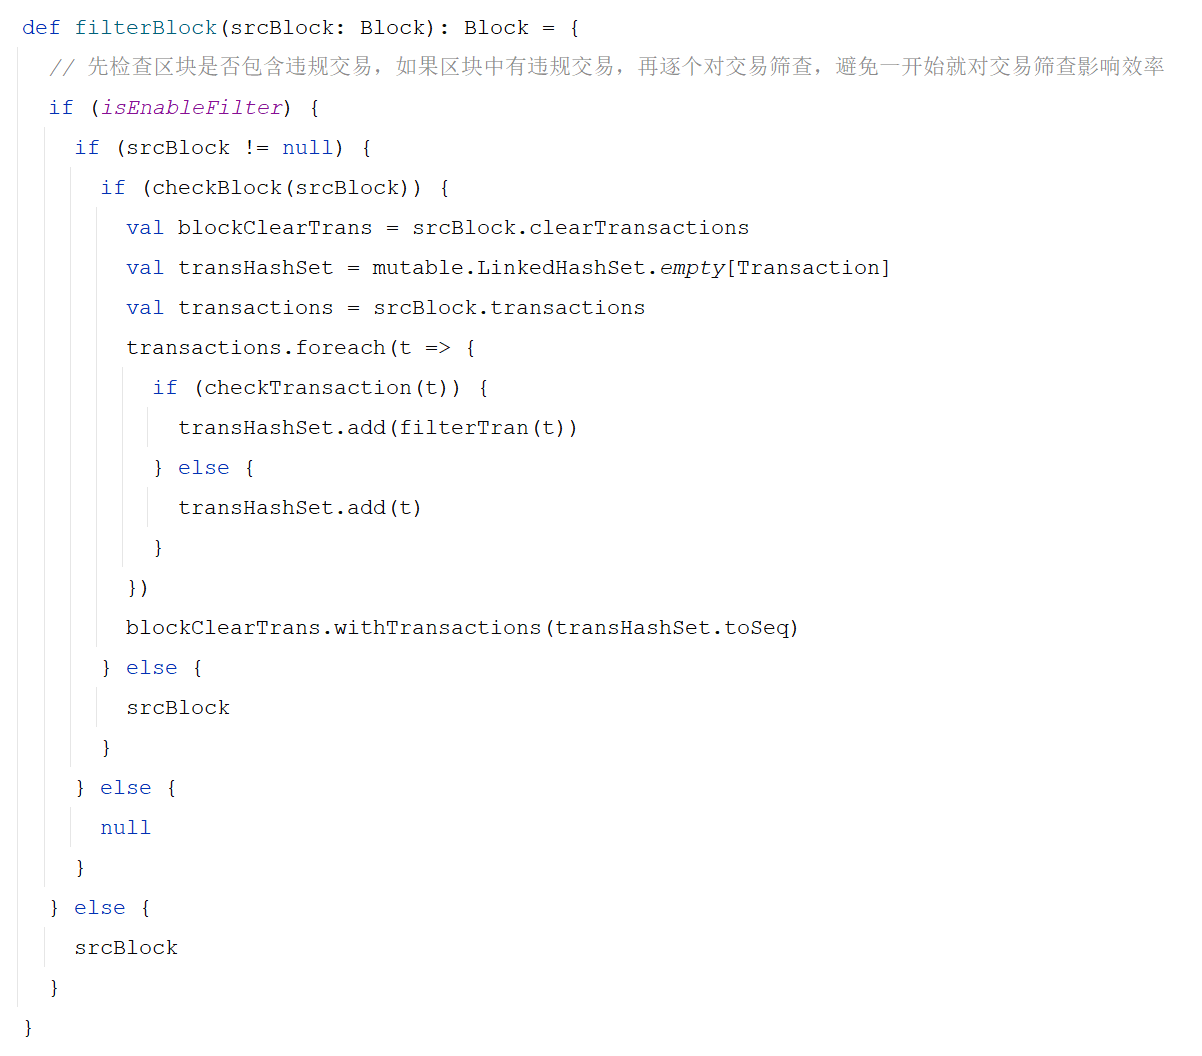 def filterBlock(srcBlock: Block): Block = {
  // 先检查区块是否包含违规交易，如果区块中有违规交易，再逐个对交易筛查，避免一开始就对交易筛查影响效率
  if (isEnableFilter) {
    if (srcBlock != null) {
      if (checkBlock(srcBlock)) {
        val blockClearTrans = srcBlock.clearTransactions
        val transHashSet = mutable.LinkedHashSet.empty[Transaction]
        val transactions = srcBlock.transactions
        transactions.foreach(t => {
          if (checkTransaction(t)) {
            transHashSet.add(filterTran(t))
          } else {
            transHashSet.add(t)
          }
        })
        blockClearTrans.withTransactions(transHashSet.toSeq)
      } else {
        srcBlock
      }
    } else {
      null
    }
  } else {
    srcBlock
  }
}